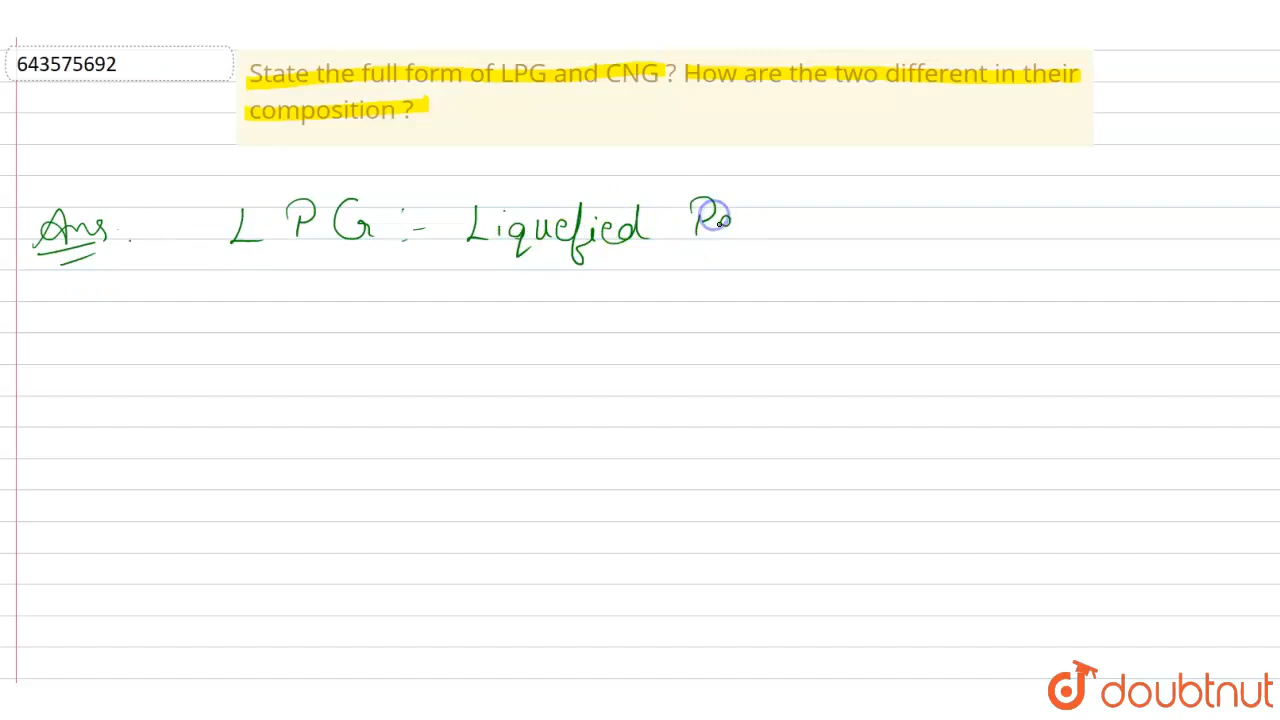 643575692
State the full form of LPG and CNG ? How are the two different in their
composition ?
Ans. LPG :- Liquefied Pe
doubtnut